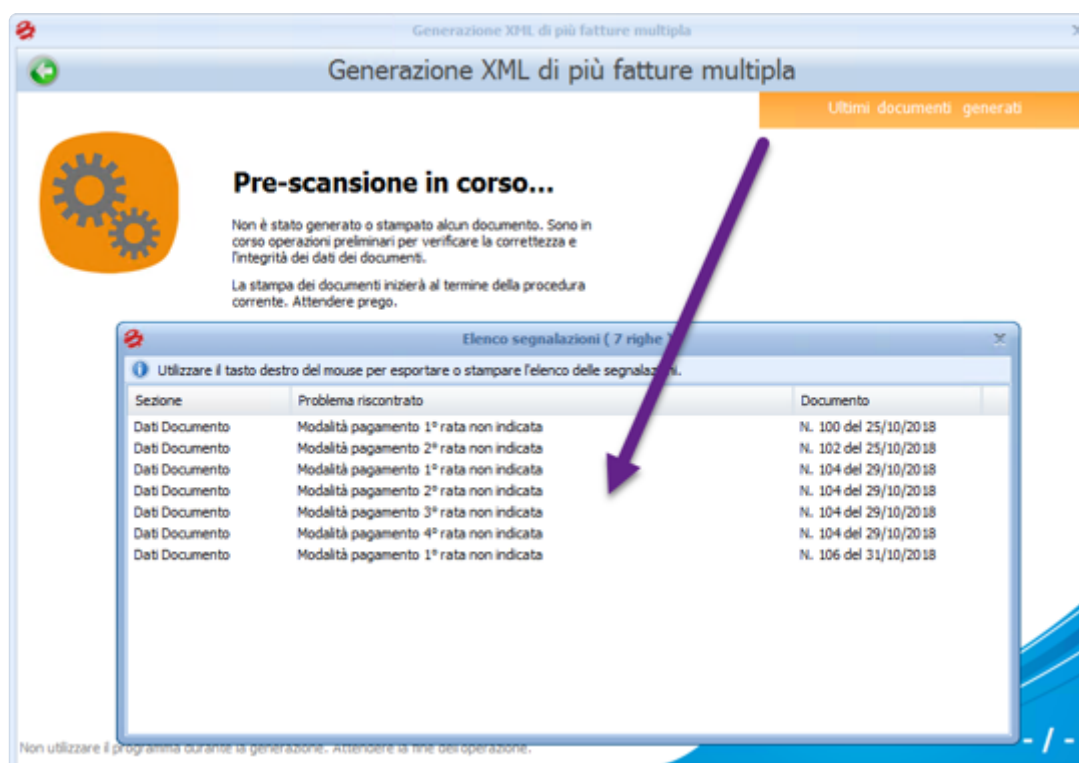 Generazione XML di più fatture multipla
Generazione XML di più fatture multipla
Ultimi documenti generati
Pre-scansione in corso...
Non è stato generato o stampato alcun documento. Sono in
corso operazioni preliminari per verificare la correttezza e
l'integrità dei dati dei documenti.
La stampa dei documenti inizierà al termine della procedura
corrente. Attendere prego.
Elenco segnalazioni ( 7 righe )
Utilizzare il tasto destro del mouse per esportare o stampare l'elenco delle segnalazioni.
Sezione Problema riscontrato Documento
Dati Documento Modalità pagamento 1° rata non indicata N. 100 del 25/10/2018
Dati Documento Modalità pagamento 2° rata non indicata N. 102 del 25/10/2018
Dati Documento Modalità pagamento 1° rata non indicata N. 104 del 29/10/2018
Dati Documento Modalità pagamento 2° rata non indicata N. 104 del 29/10/2018
Dati Documento Modalità pagamento 3° rata non indicata N. 104 del 29/10/2018
Dati Documento Modalità pagamento 4° rata non indicata N. 104 del 29/10/2018
Dati Documento Modalità pagamento 1° rata non indicata N. 106 del 31/10/2018
Non utilizzare il programma durante la generazione. Attendere la fine dell'operazione.
- / -